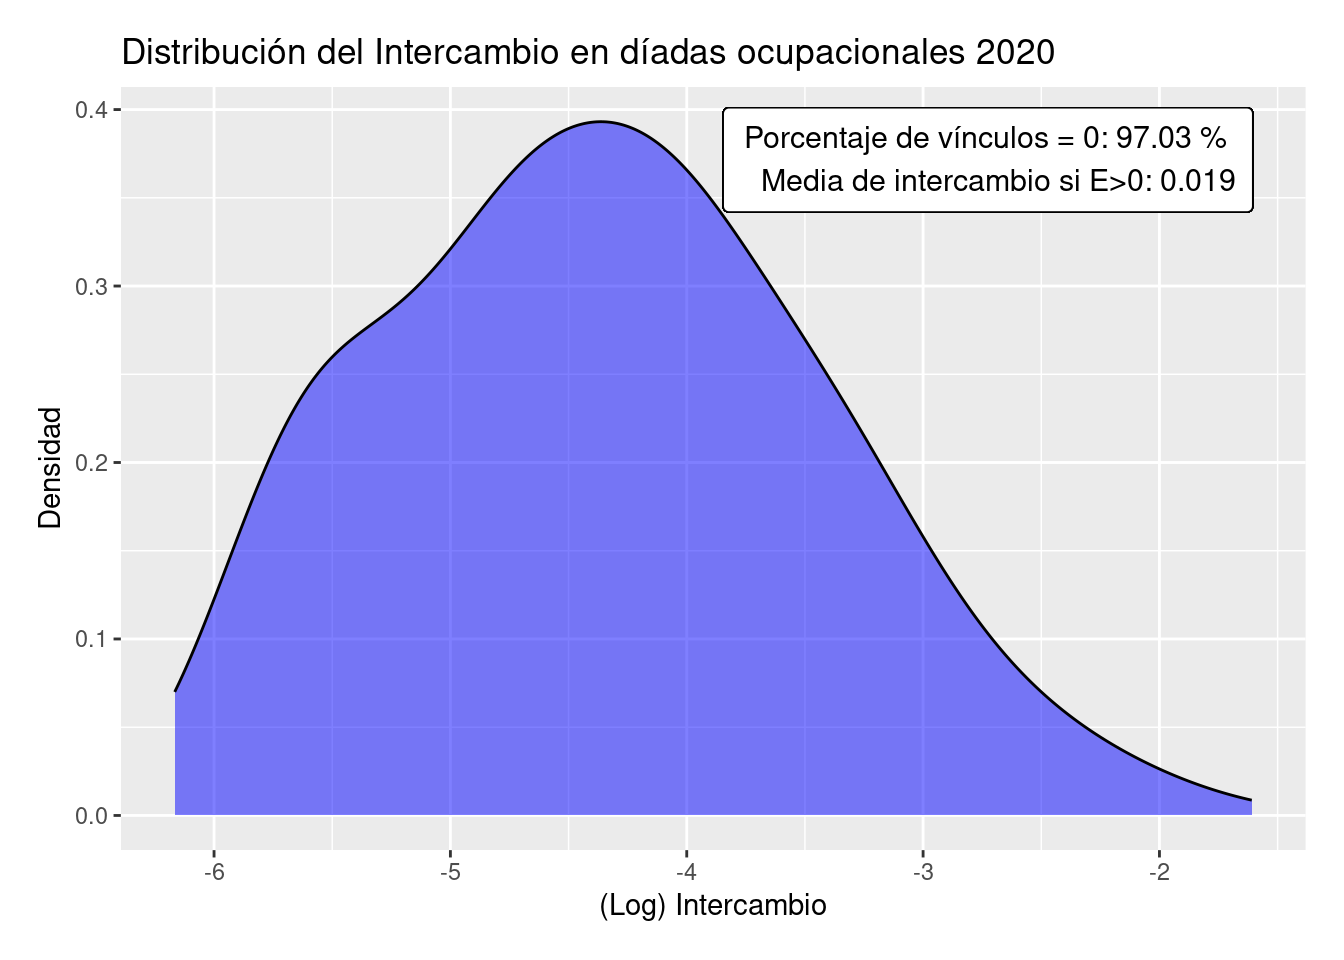 Distribución del Intercambio en díadas ocupacionales 2020
Porcentaje de vínculos = 0: 97.03 %
Media de intercambio si E>0: 0.019
0.4
0.3
0.2
0.1
0.0
Densidad
-6
-5
-4
-3
-2
(Log) Intercambio